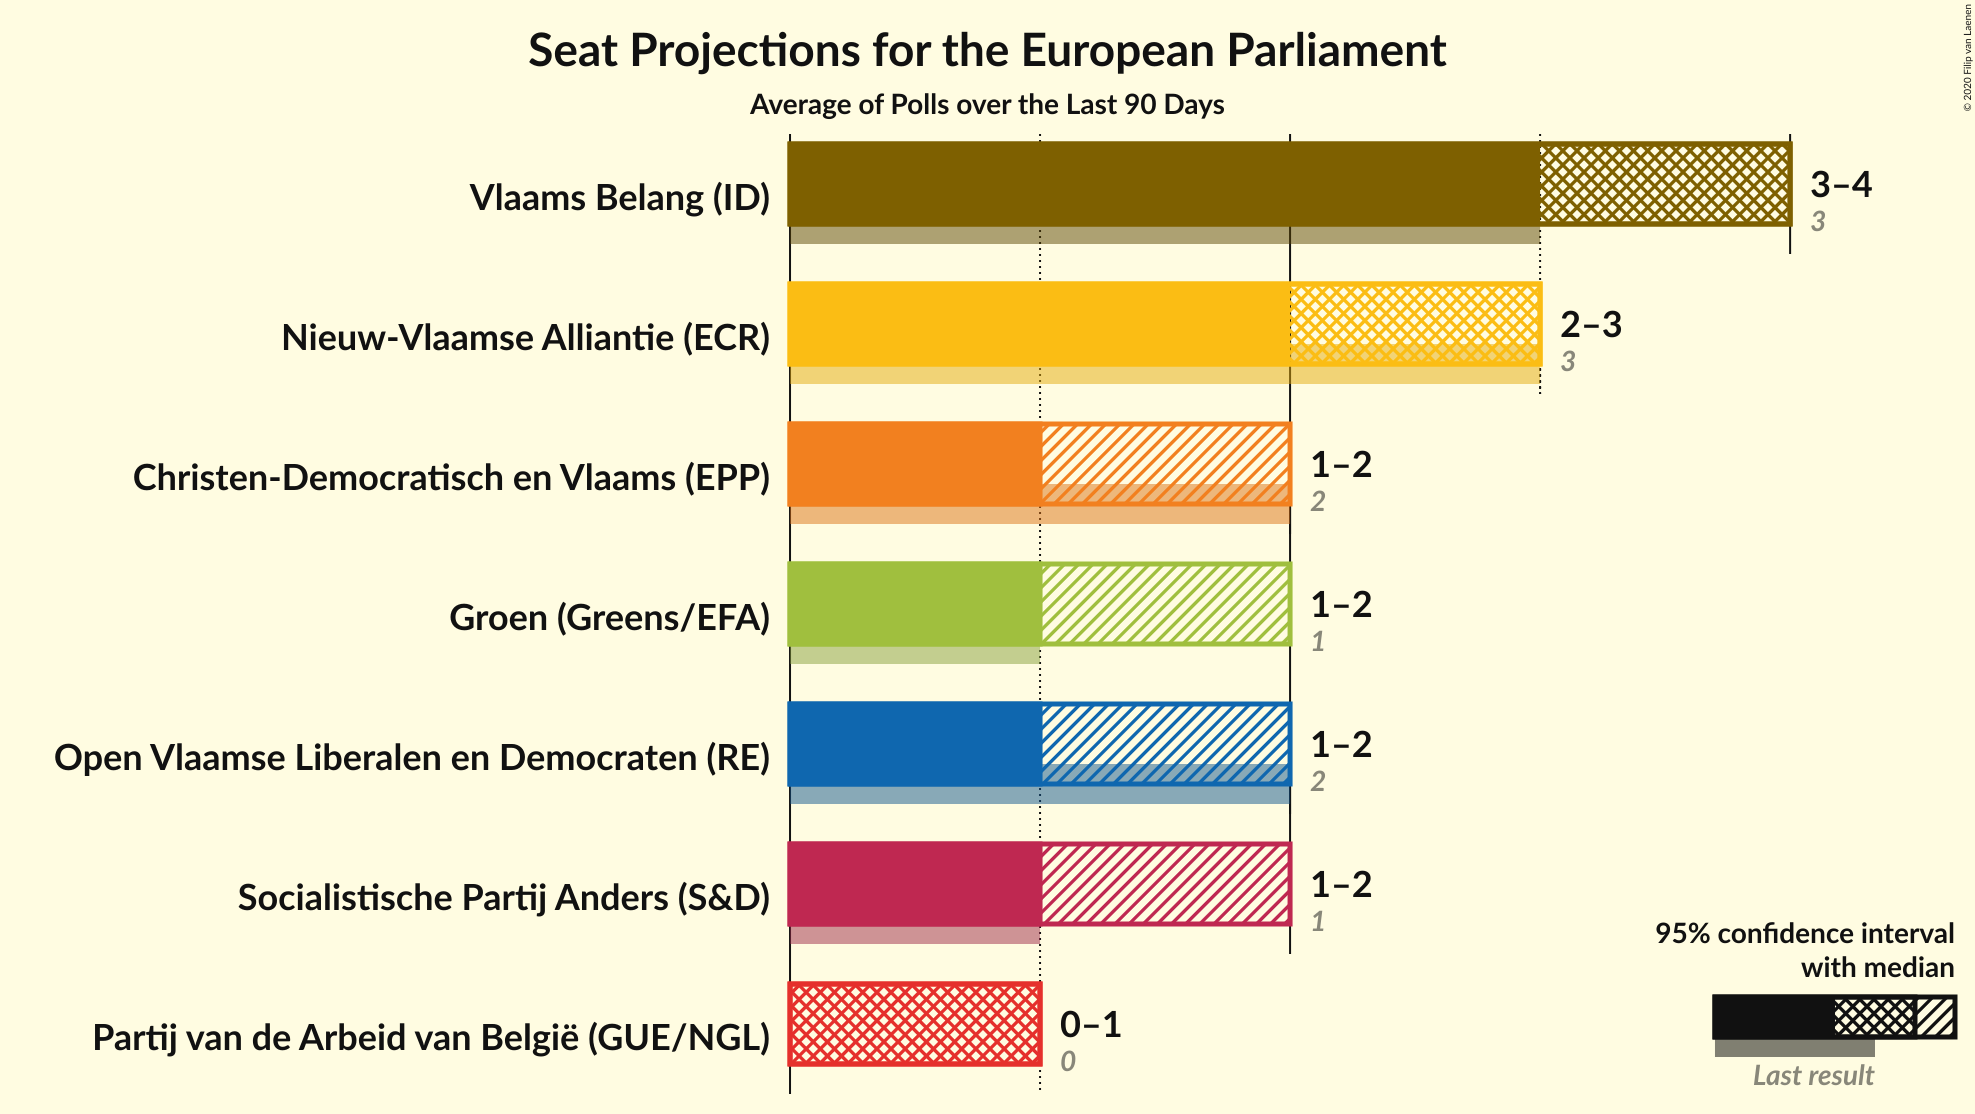 Seat Projections for the European Parliament
Average of Polls over the Last 90 Days
© 2020 Filip van Laenen
Vlaams Belang (ID)
3–4
3
Nieuw-Vlaamse Alliantie (ECR)
2–3
3
Christen-Democratisch en Vlaams (EPP)
1–2
2
Groen (Greens/EFA)
1–2
1
Open Vlaamse Liberalen en Democraten (RE)
1–2
2
Socialistische Partij Anders (S&D)
1–2
1
Partij van de Arbeid van België (GUE/NGL)
0–1
0
95% confidence interval
with median
Last result